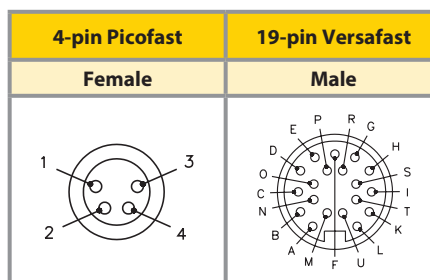 4-pin Picofast
19-pin Versafast
Female
Male
1
3
2
4
P R
E G
D H
O S
C I
N T
B K
A L
M F U